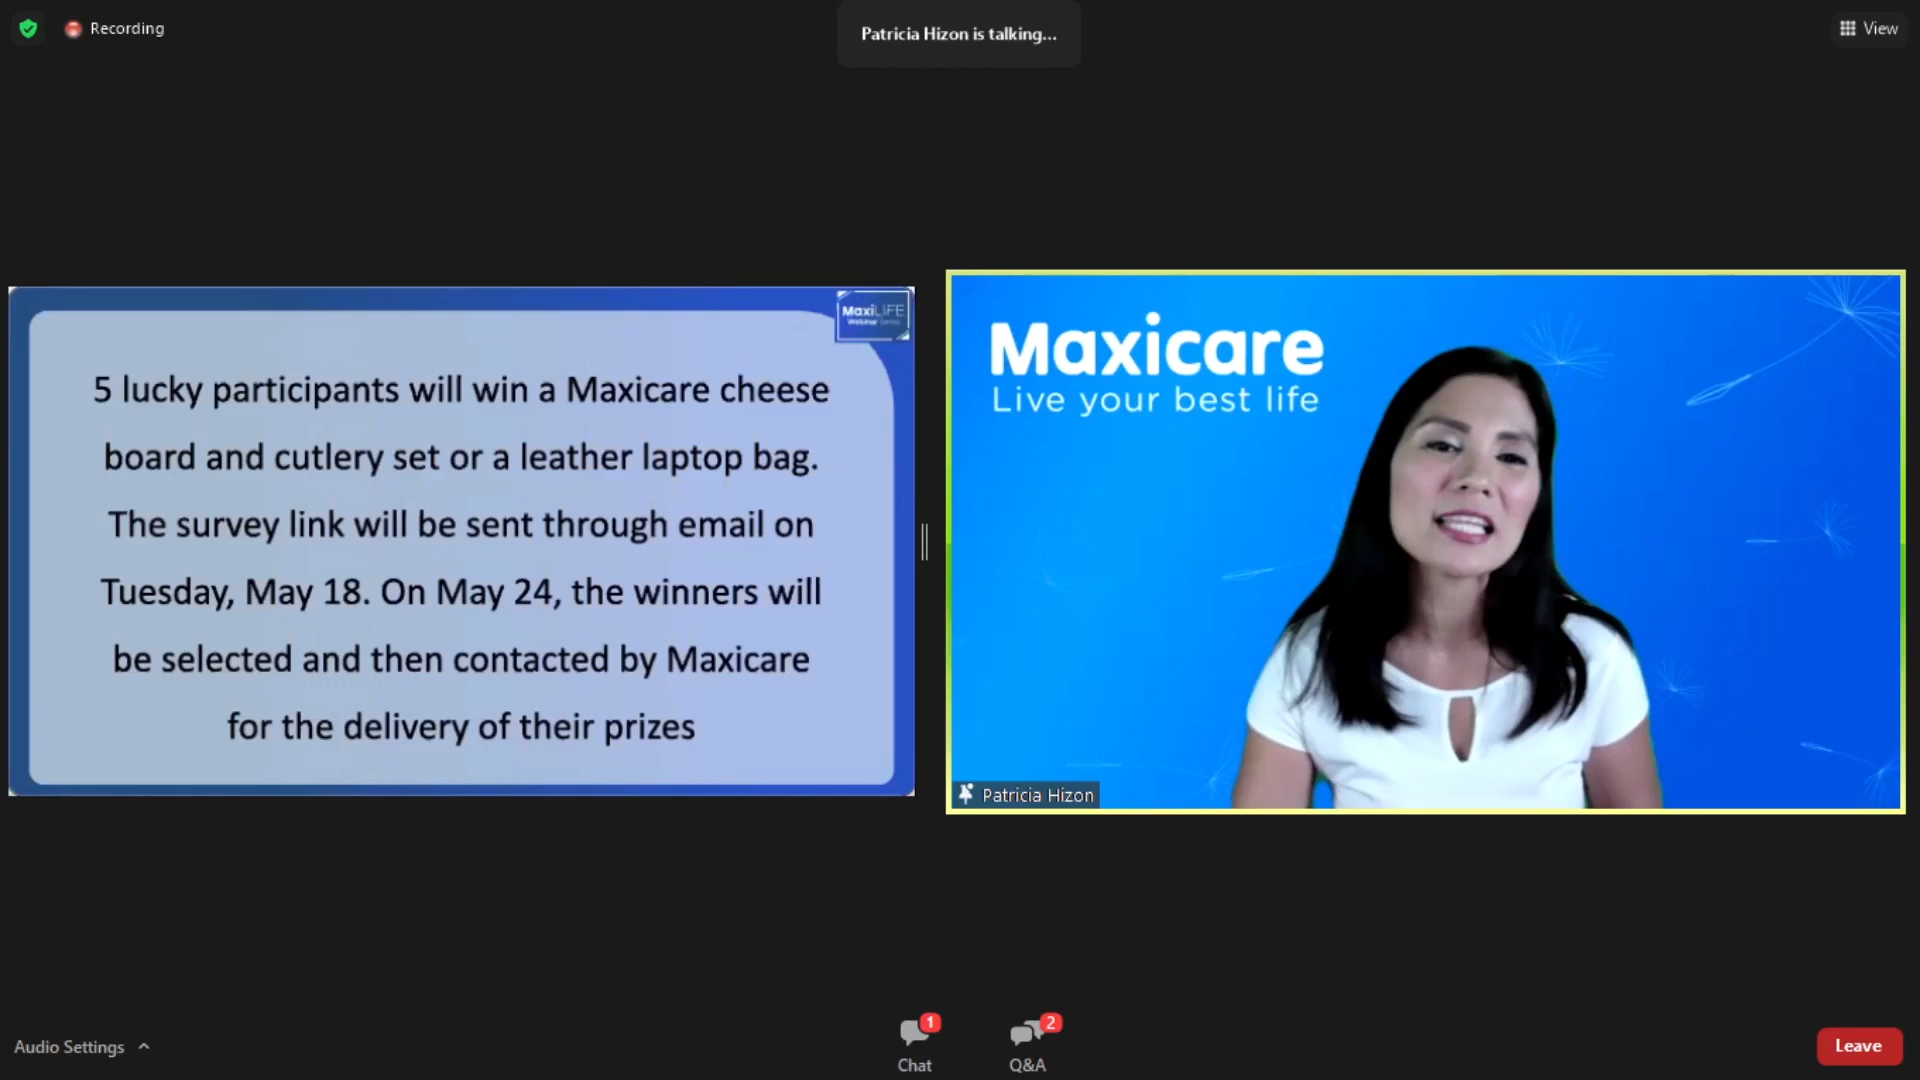 Recording
Patricia Hizon is talking...
View
MaxiLIFE
Webinar Series
5 lucky participants will win a Maxicare cheese
board and cutlery set or a leather laptop bag.
The survey link will be sent through email on
Tuesday, May 18. On May 24, the winners will
be selected and then contacted by Maxicare
for the delivery of their prizes
Maxicare
Live your best life
Patricia Hizon
Audio Settings
1
Chat
2
Q&A
Leave